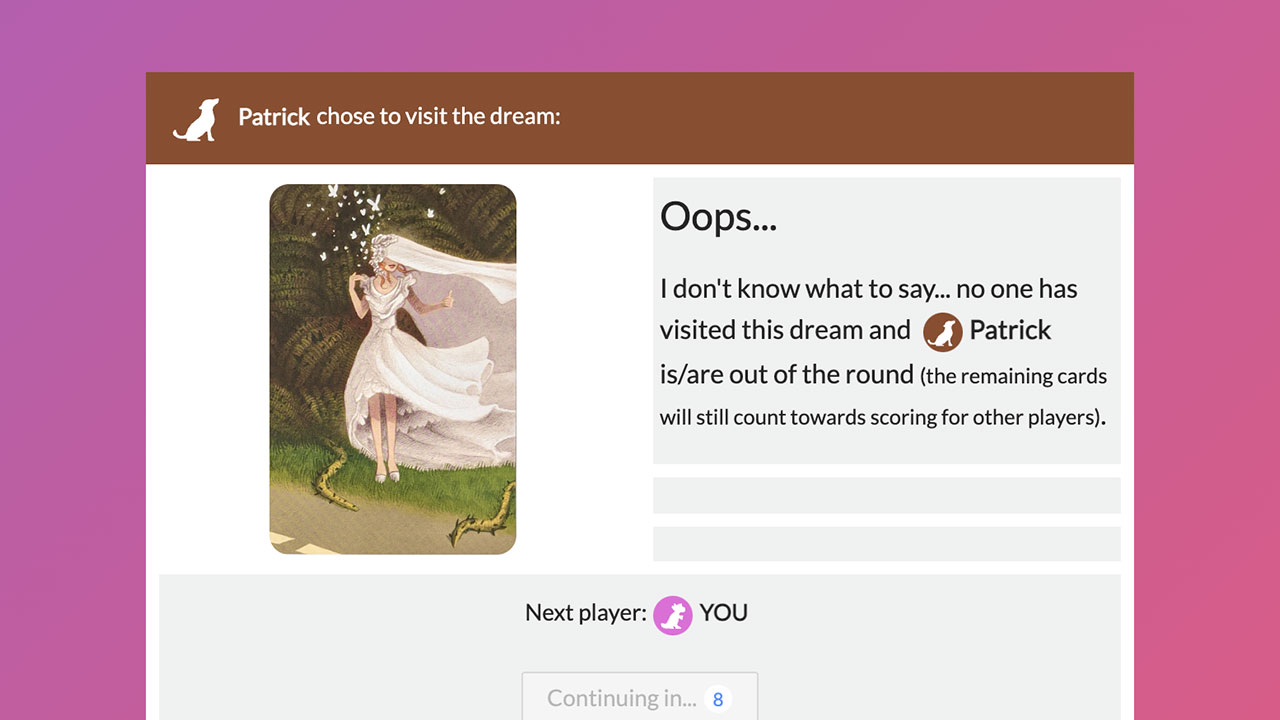 Patrick chose to visit the dream:
Oops...
I don't know what to say... no one has
visited this dream and Patrick
is/are out of the round (the remaining cards
will still count towards scoring for other players).
Next player: YOU
Continuing in... 8